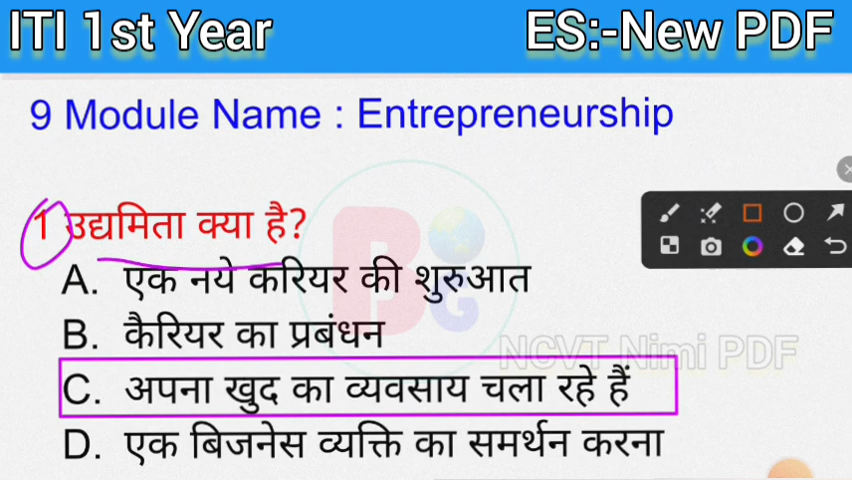 ITI 1st Year ES:-New PDF
9 Module Name : Entrepreneurship
1 उद्यमिता क्या है?
A. एक नये करियर की शुरुआत
B. कैरियर का प्रबंधन
NCVT Nimi PDF
C. अपना खुद का व्यवसाय चला रहे हैं
D. एक बिजनेस व्यक्ति का समर्थन करना